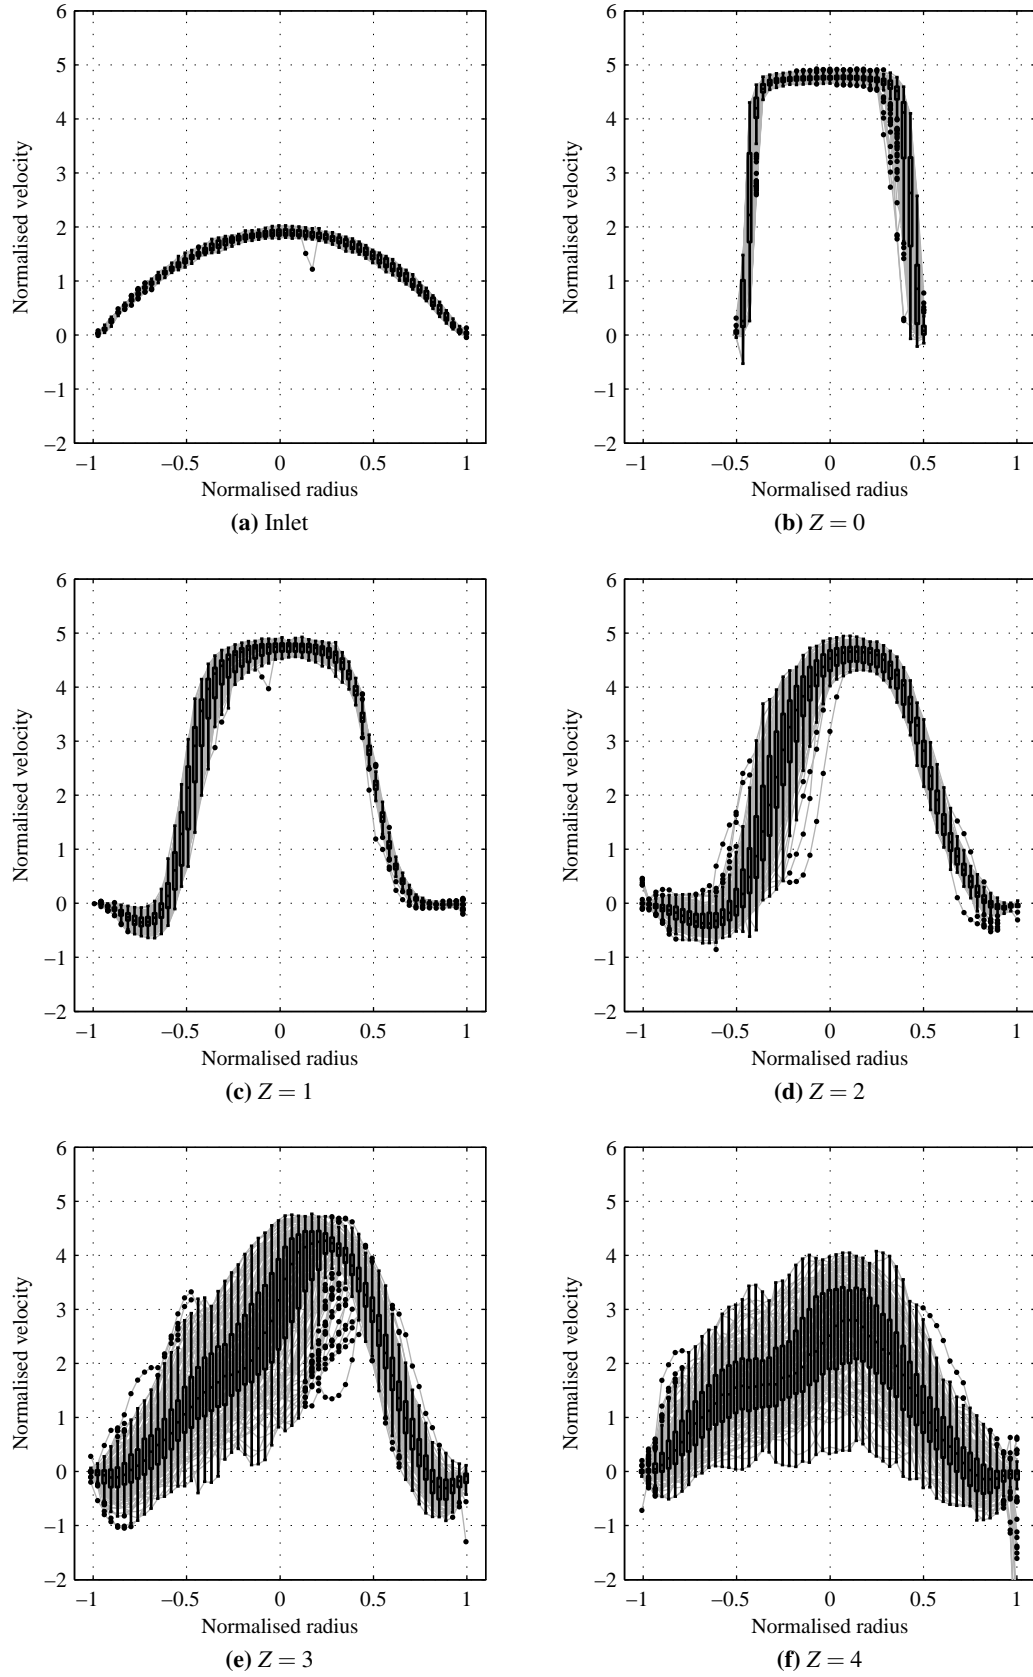 6
5
4
3
2
1
0
−1
−2
Normalised velocity
−1 −0.5 0 0.5 1
Normalised radius
(a) Inlet
6
5
4
3
2
1
0
−1
−2
Normalised velocity
−1 −0.5 0 0.5 1
Normalised radius
(b) Z = 0
6
5
4
3
2
1
0
−1
−2
Normalised velocity
−1 −0.5 0 0.5 1
Normalised radius
(c) Z = 1
6
5
4
3
2
1
0
−1
−2
Normalised velocity
−1 −0.5 0 0.5 1
Normalised radius
(d) Z = 2
6
5
4
3
2
1
0
−1
−2
Normalised velocity
−1 −0.5 0 0.5 1
Normalised radius
(e) Z = 3
6
5
4
3
2
1
0
−1
−2
Normalised velocity
−1 −0.5 0 0.5 1
Normalised radius
(f) Z = 4